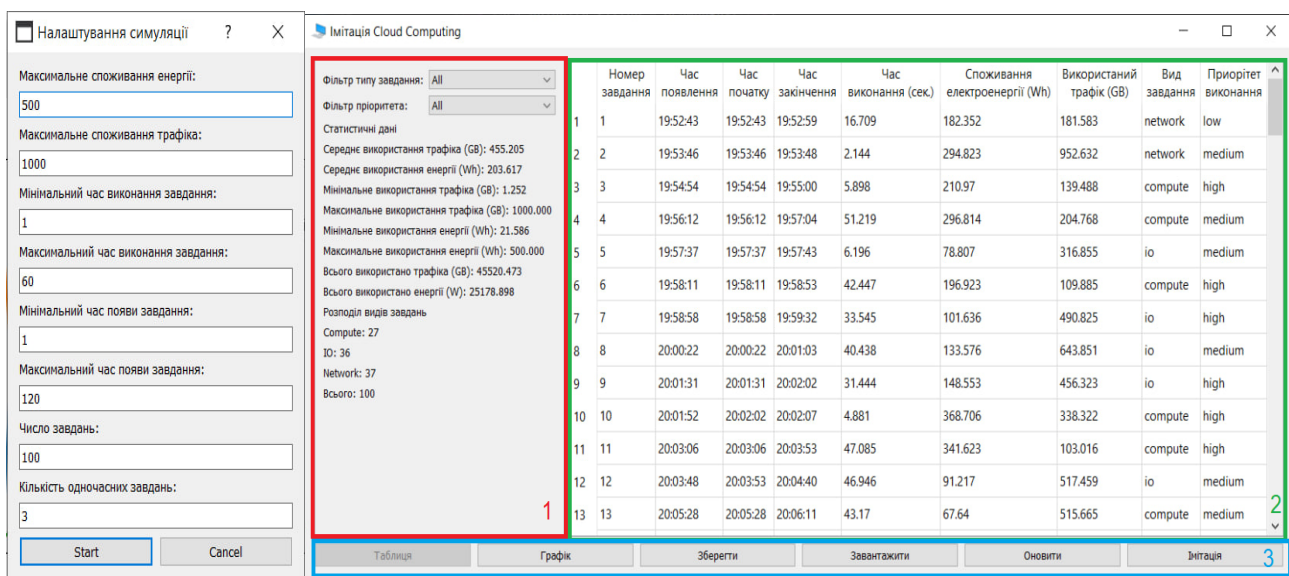 Налаштування симуляції ? X
Максимальне споживання енергії:
500
Максимальне споживання трафіка:
1000
Мінімальний час виконання завдання:
1
Максимальний час виконання завдання:
60
Мінімальний час появи завдання:
1
Максимальний час появи завдання:
120
Число завдань:
100
Кількість одночасних завдань:
3
Start Cancel
Імітація Cloud Computing
Фільтр типу завдання: All
Фільтр пріоритета: All
Статистичні дані
Середнє використання трафіка (GB): 455.205
Середнє використання енергії (Wh): 203.617
Мінімальне використання трафіка (GB): 1.252
Максимальне використання трафіка (GB): 1000.000
Мінімальне використання енергії (Wh): 21.586
Максимальне використання енергії (Wh): 500.000
Всього використано трафіка (GB): 45520.473
Всього використано енергії (W): 25178.898
Розподіл видів завдань
Compute: 27
IO: 36
Network: 37
Всього: 100
1
Номер Час Час Час Час Споживання Використаний Вид Приорітет
завдання появлення початку закінчення виконання (сек.) електроенергії (Wh) трафік (GB) завдання виконання
1 1 19:52:43 19:52:43 19:52:59 16.709 182.352 181.583 network low
2 2 19:53:46 19:53:46 19:53:48 2.144 294.823 952.632 network medium
3 3 19:54:54 19:54:54 19:55:00 5.898 210.97 139.488 compute high
4 4 19:56:12 19:56:12 19:57:04 51.219 296.814 204.768 compute medium
5 5 19:57:37 19:57:37 19:57:43 6.196 78.807 316.855 io medium
6 6 19:58:11 19:58:11 19:58:53 42.447 196.923 109.885 compute high
7 7 19:58:58 19:58:58 19:59:32 33.545 101.636 490.825 io high
8 8 20:00:22 20:00:22 20:01:03 40.438 133.576 643.851 io medium
9 9 20:01:31 20:01:31 20:02:02 31.444 148.553 456.323 io high
10 10 20:01:52 20:02:02 20:02:07 4.881 368.706 338.322 compute high
11 11 20:03:06 20:03:06 20:03:53 47.085 341.623 103.016 compute high
12 12 20:03:48 20:03:53 20:04:40 46.946 91.217 517.459 io medium
13 13 20:05:28 20:05:28 20:06:11 43.17 67.64 515.665 compute medium
2
Таблиця Графік Зберегти Завантажити Оновити Імітація 3